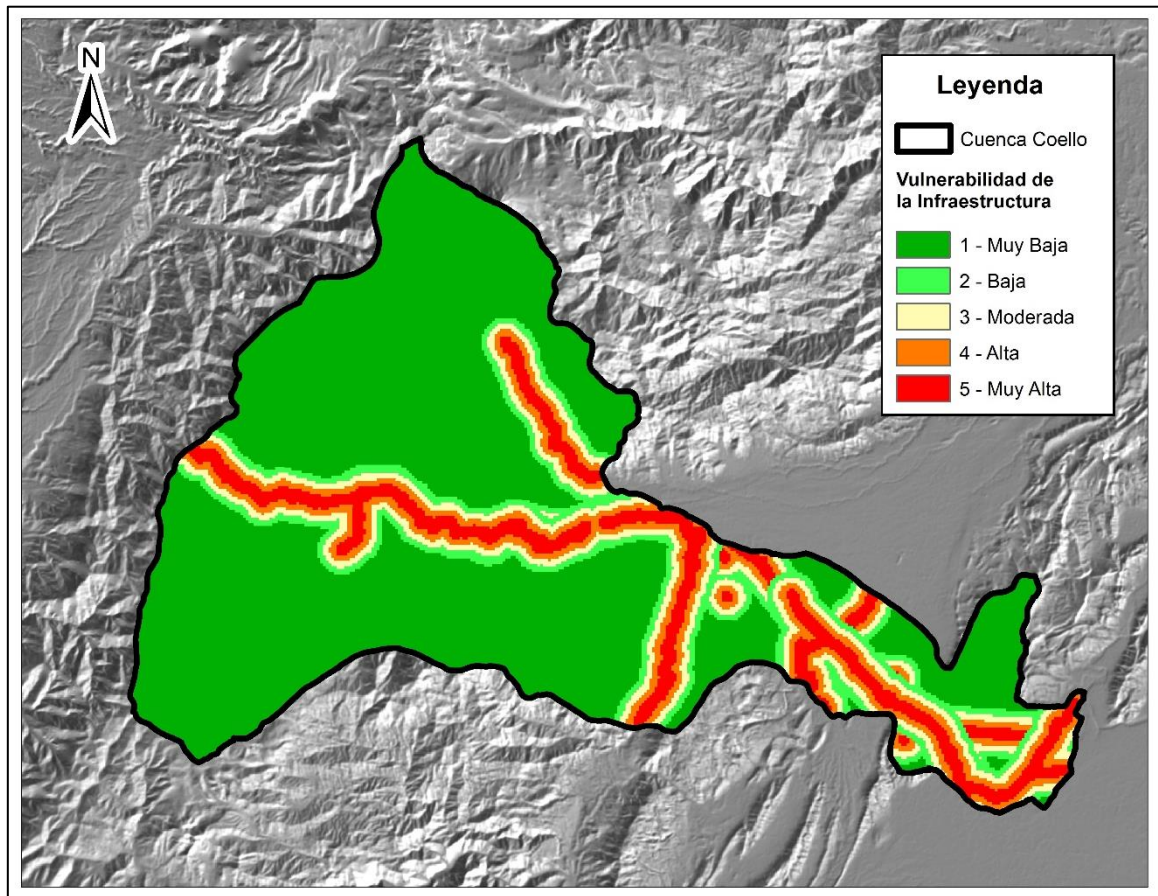 N
Leyenda
Cuenca Coello
Vulnerabilidad de
la Infraestructura
1 - Muy Baja
2 - Baja
3 - Moderada
4 - Alta
5 - Muy Alta